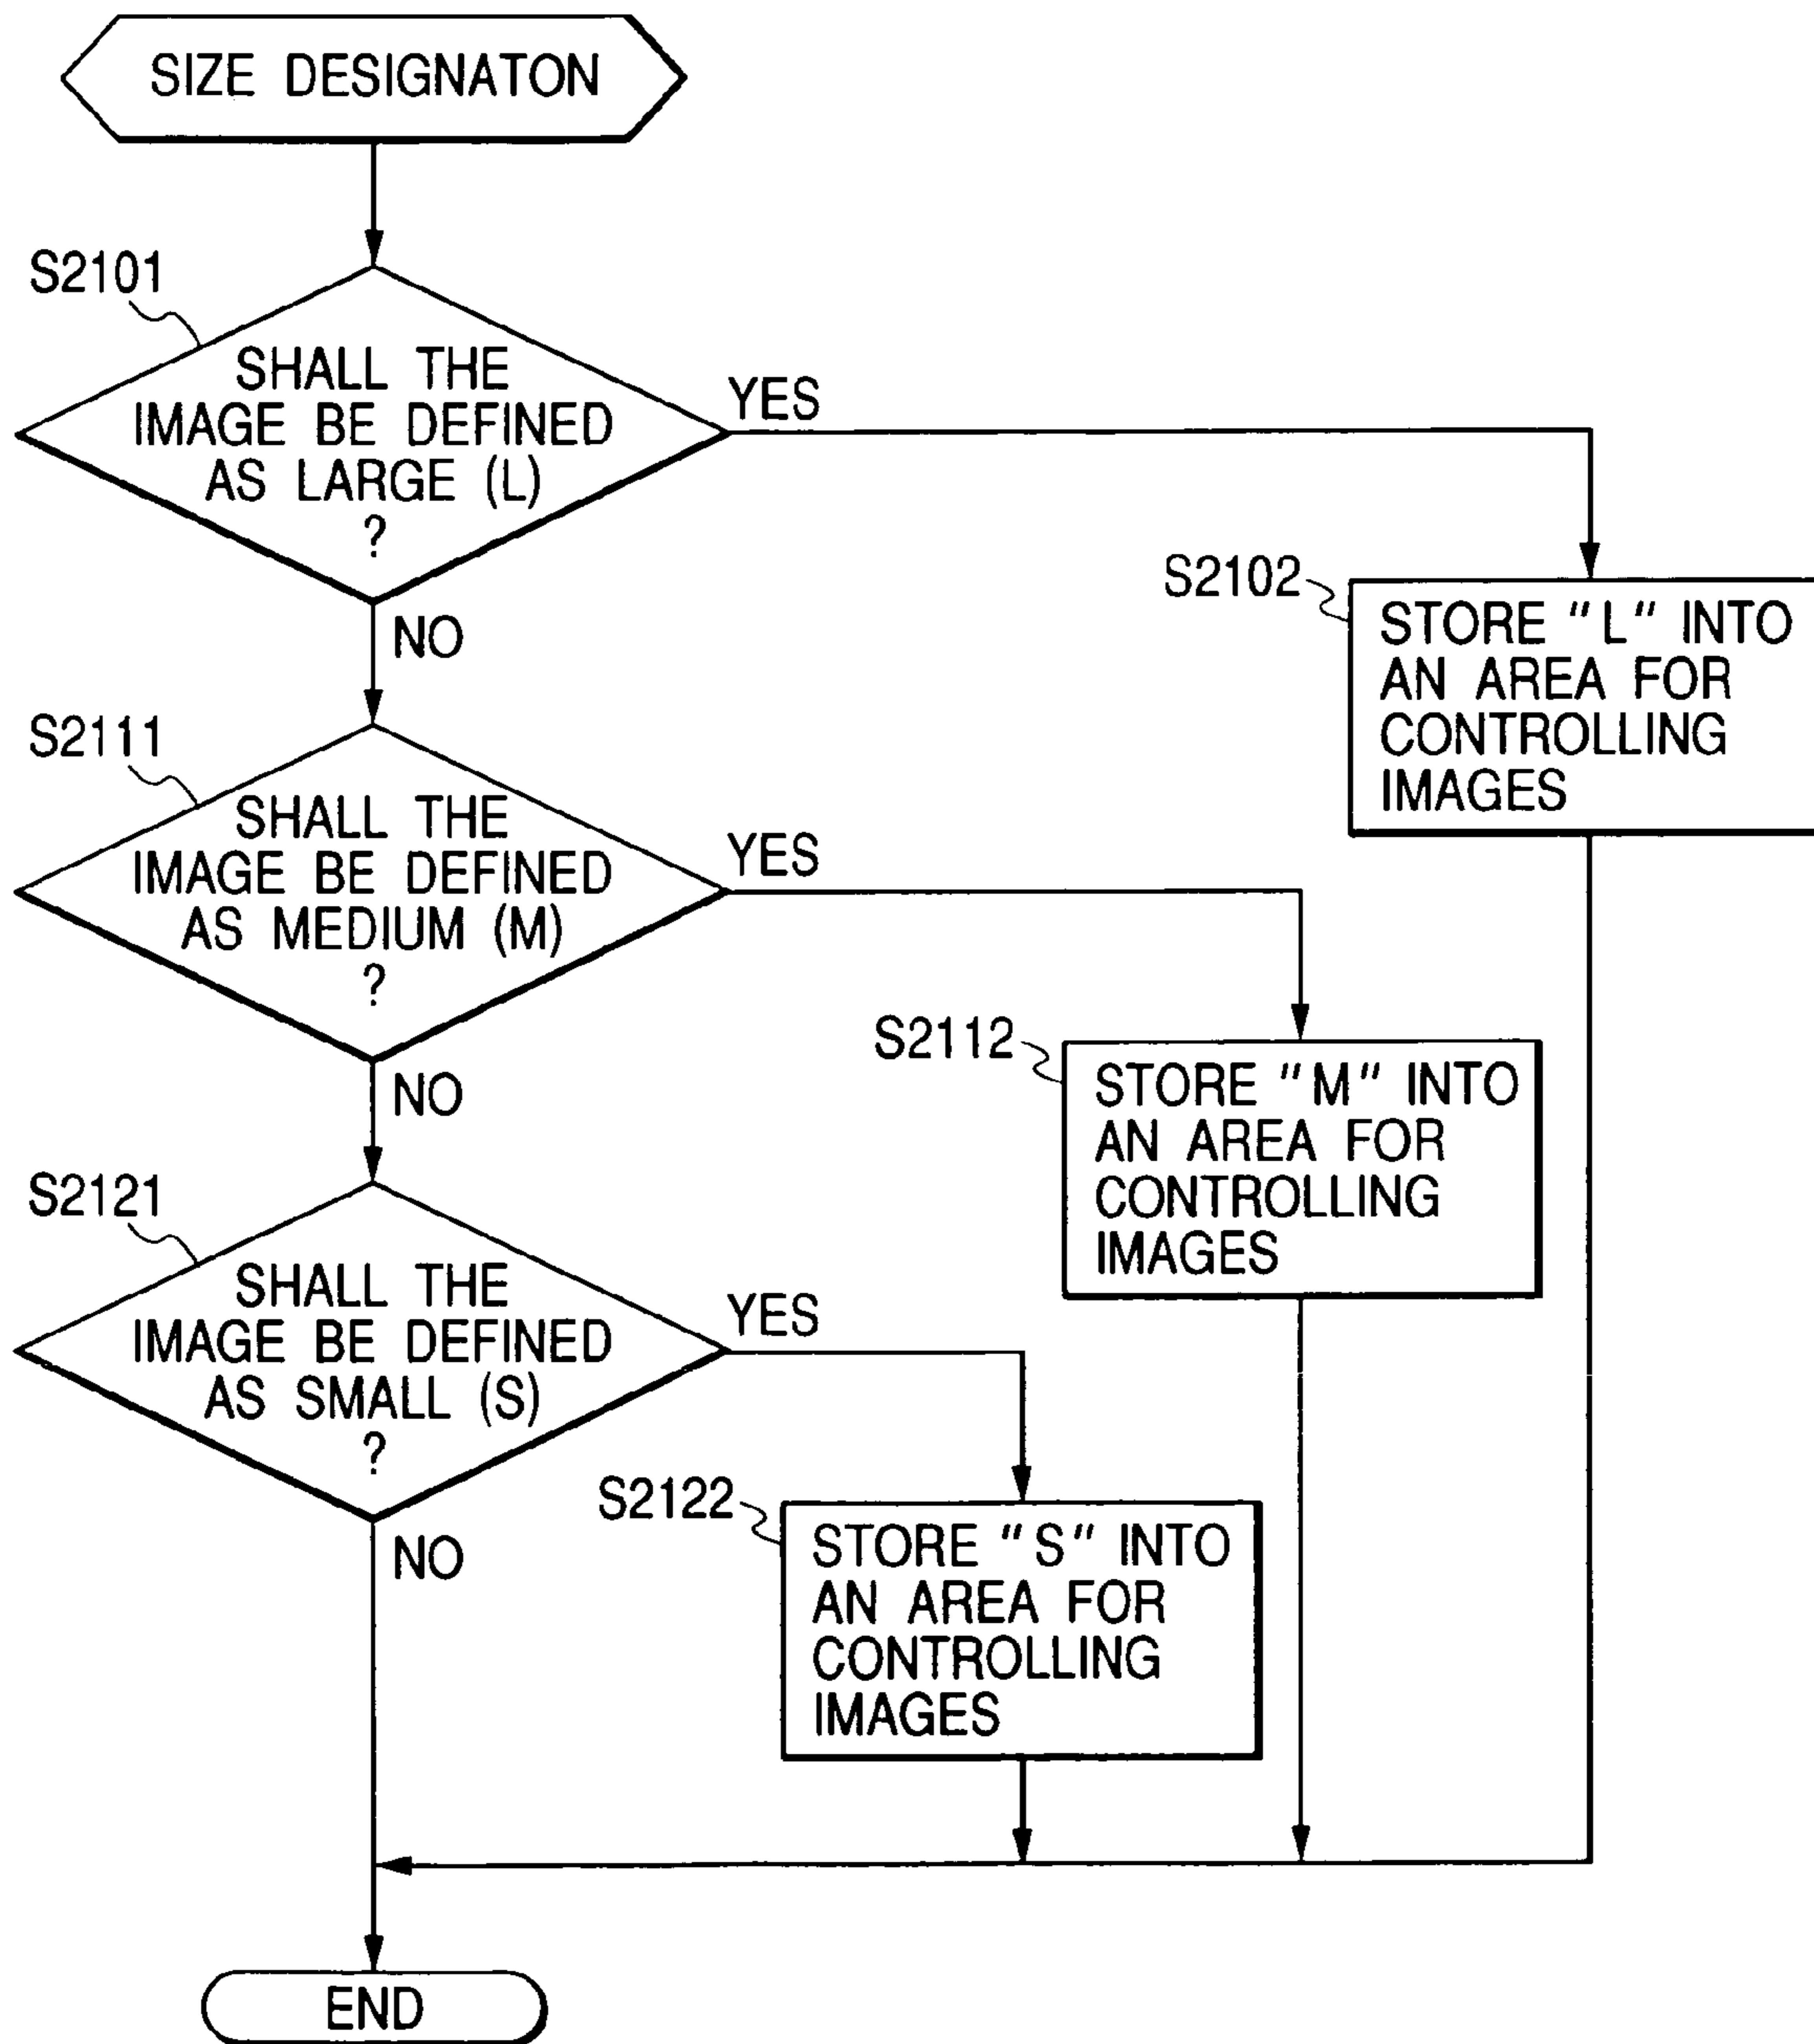 SIZE DESIGNATON
S2101
SHALL THE
IMAGE BE DEFINED
AS LARGE (L)
?
YES
NO
S2102
STORE "L" INTO
AN AREA FOR
CONTROLLING
IMAGES
S2111
SHALL THE
IMAGE BE DEFINED
AS MEDIUM (M)
?
YES
NO
S2112
STORE "M" INTO
AN AREA FOR
CONTROLLING
IMAGES
S2121
SHALL THE
IMAGE BE DEFINED
AS SMALL (S)
?
YES
NO
S2122
STORE "S" INTO
AN AREA FOR
CONTROLLING
IMAGES
END